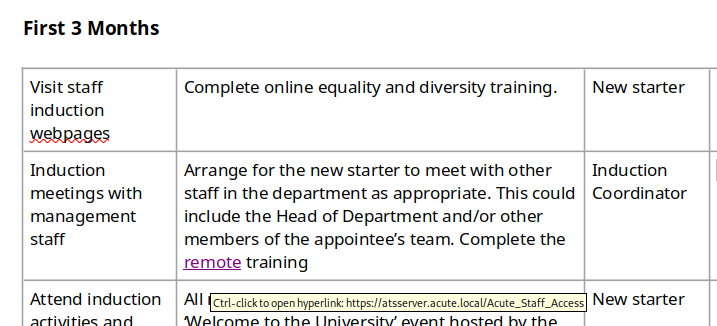 First 3 Months
Visit staff
induction
webpages
Complete online equality and diversity training.
New starter
Induction
meetings with
management
staff
Arrange for the new starter to meet with other
staff in the department as appropriate. This could
include the Head of Department and/or other
members of the appointee’s team. Complete the
remote training
Induction
Coordinator
Attend induction
activities and
All
Ctrl-click to open hyperlink: https://atsserver.acute.local/Acute_Staff_Access
‘Welcome to the University’ event hosted by the
New starter